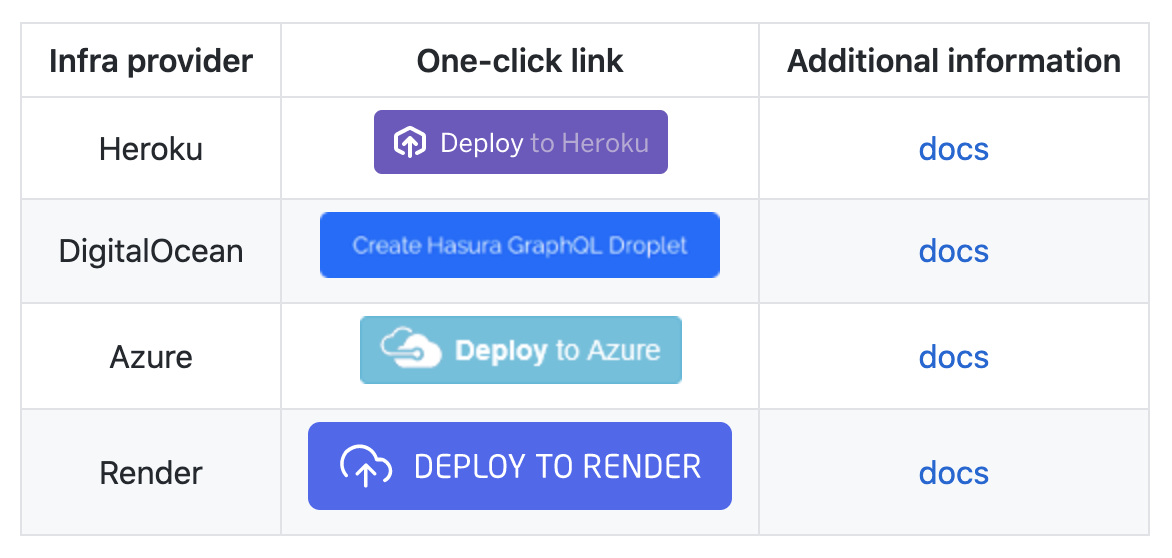 Infra provider One-click link Additional information
Heroku Deploy to Heroku docs
DigitalOcean Create Hasura GraphQL Droplet docs
Azure Deploy to Azure docs
Render DEPLOY TO RENDER docs